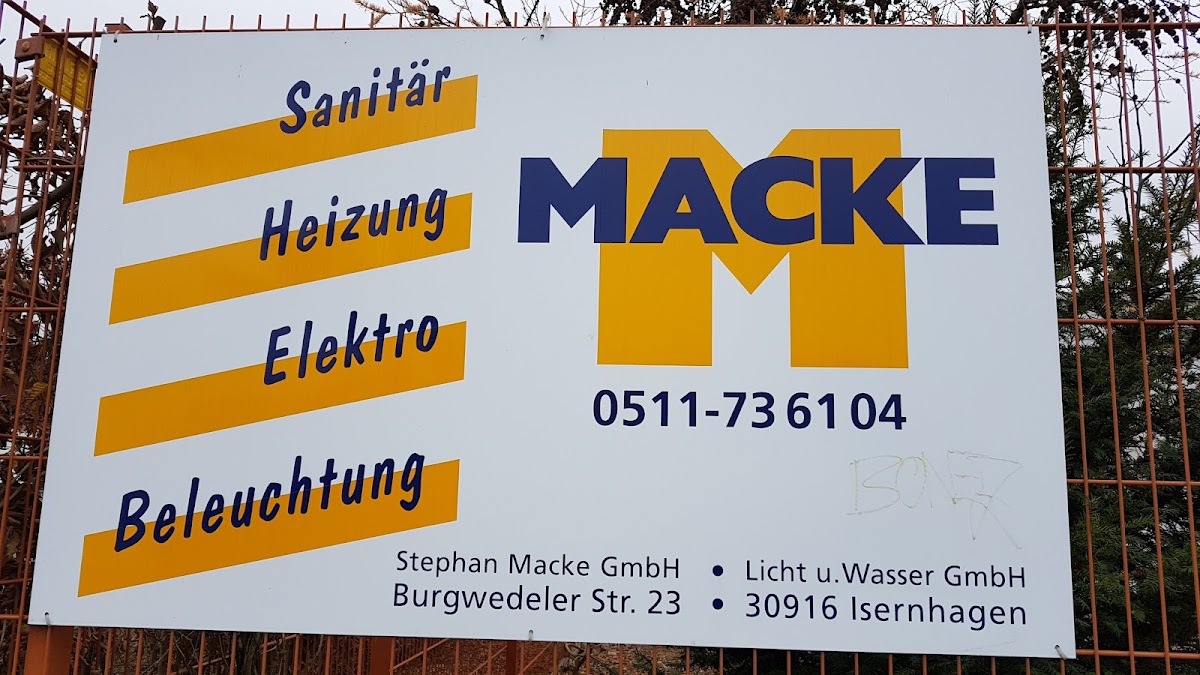 Sanitär
Heizung
Elektro
Beleuchtung
M
MACKE
0511-73 61 04
Stephan Macke GmbH • Licht u.Wasser GmbH
Burgwedeler Str. 23 • 30916 Isernhagen